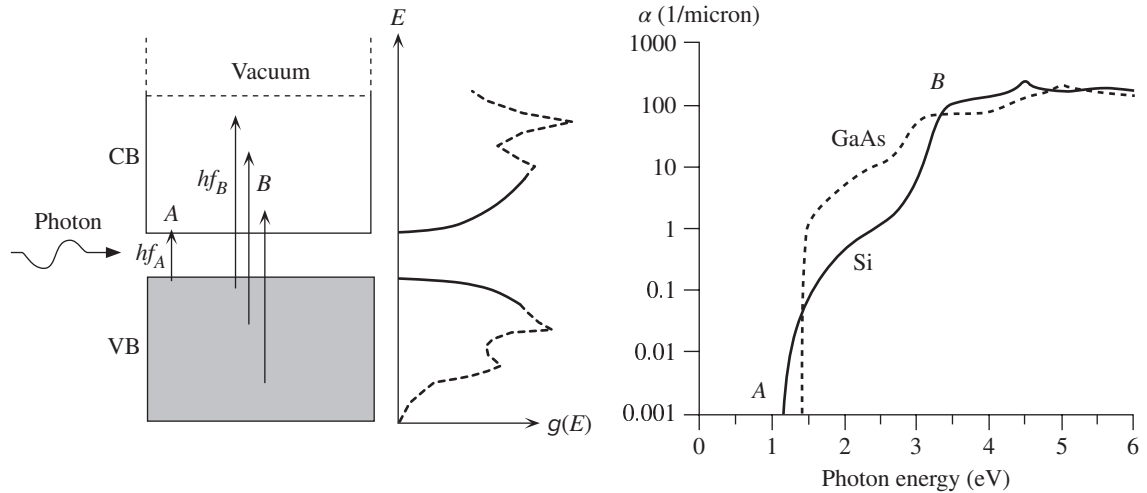 E
Vacuum
CB
hf_B
B
A
Photon
hf_A
VB
g(E)
α (1/micron)
1000
100
10
1
0.1
0.01
0.001
B
GaAs
Si
A
0 1 2 3 4 5 6
Photon energy (eV)